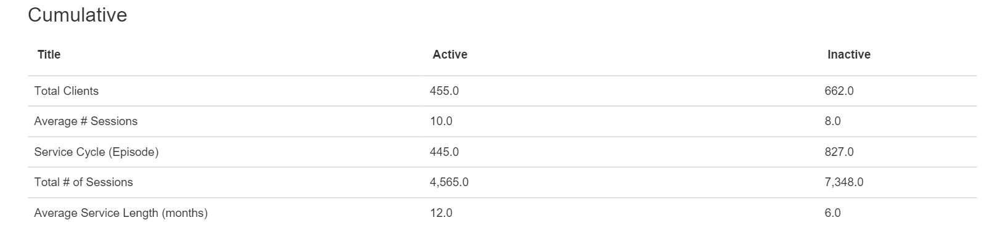 Cumulative
Title Active Inactive
Total Clients 455.0 662.0
Average # Sessions 10.0 8.0
Service Cycle (Episode) 445.0 827.0
Total # of Sessions 4,565.0 7,348.0
Average Service Length (months) 12.0 6.0